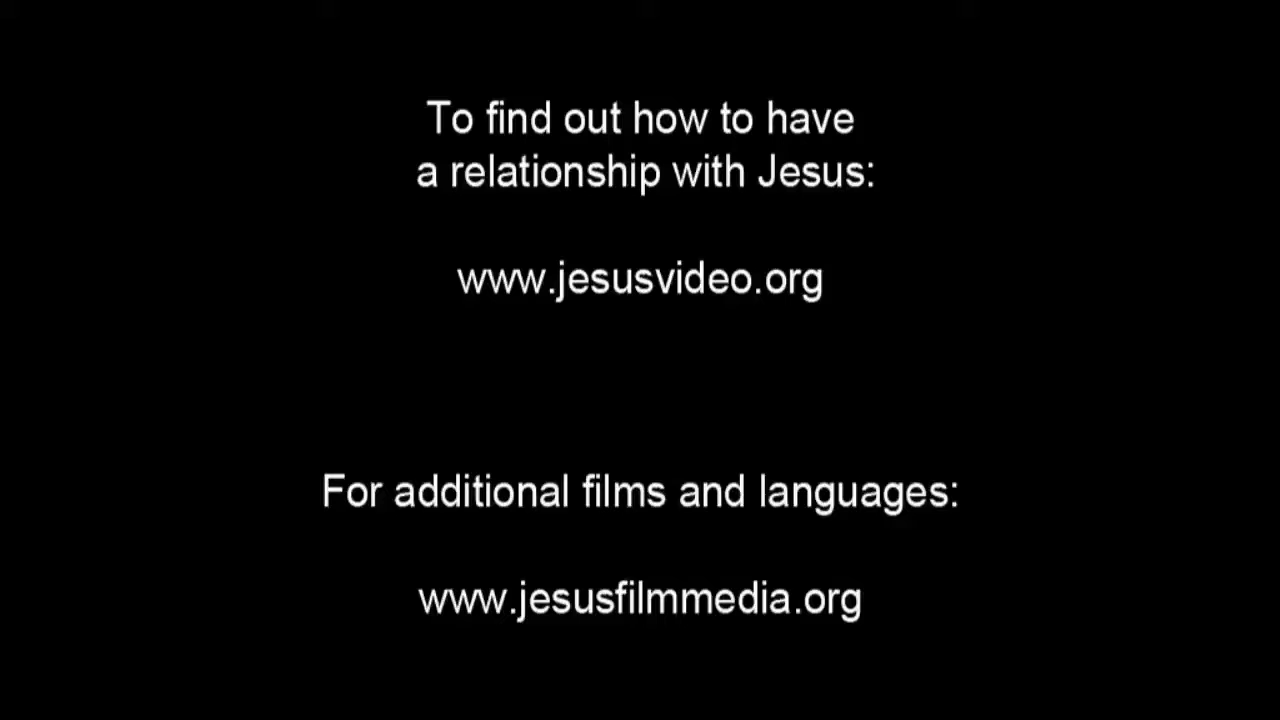 To find out how to have
a relationship with Jesus:
www.jesusvideo.org
For additional films and languages:
www.jesusfilmmedia.org